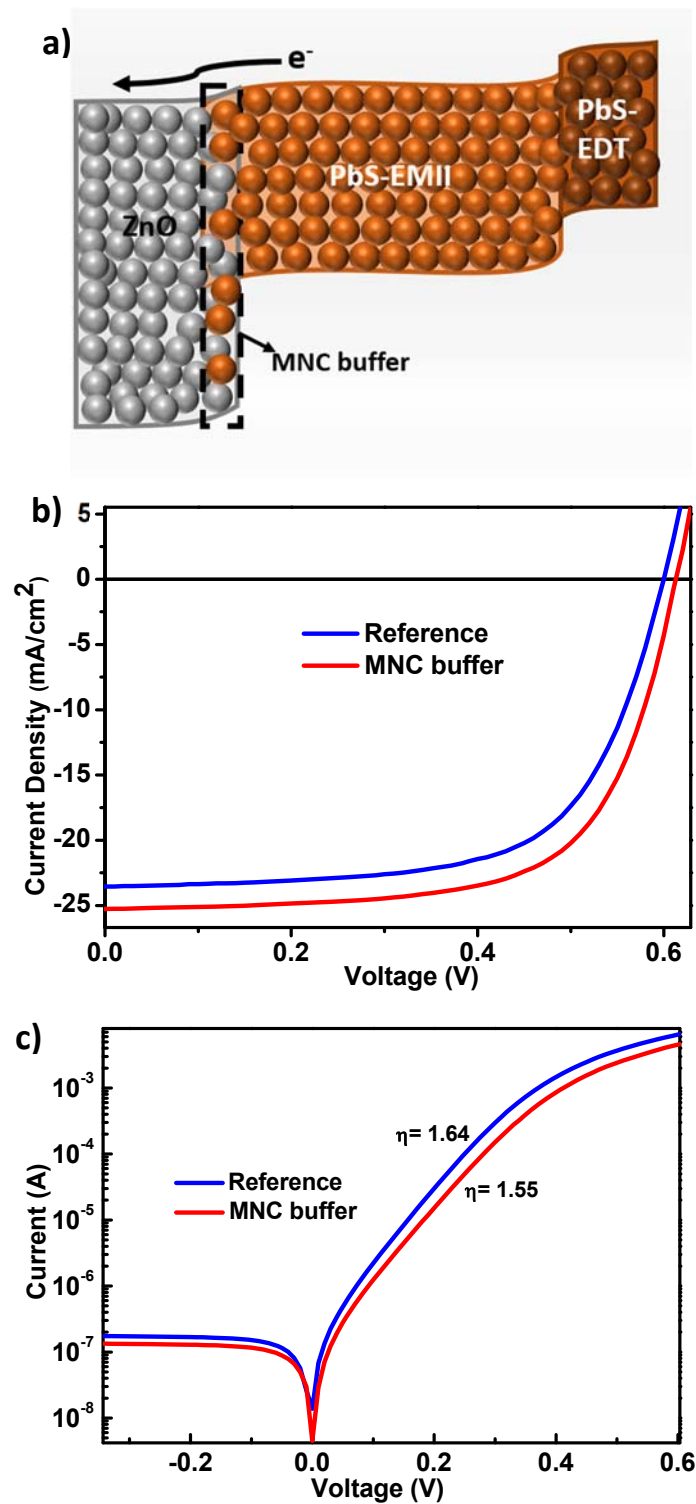 a)
e-
PbS-
EDT
PbS-EMII
ZnO
MNC buffer
b)
5
0
-5
-10
-15
-20
-25
Current Density (mA/cm2)
Reference
MNC buffer
0.0 0.2 0.4 0.6
Voltage (V)
c)
10-3
10-4
10-5
10-6
10-7
10-8
Current (A)
η= 1.64
η= 1.55
Reference
MNC buffer
-0.2 0.0 0.2 0.4 0.6
Voltage (V)